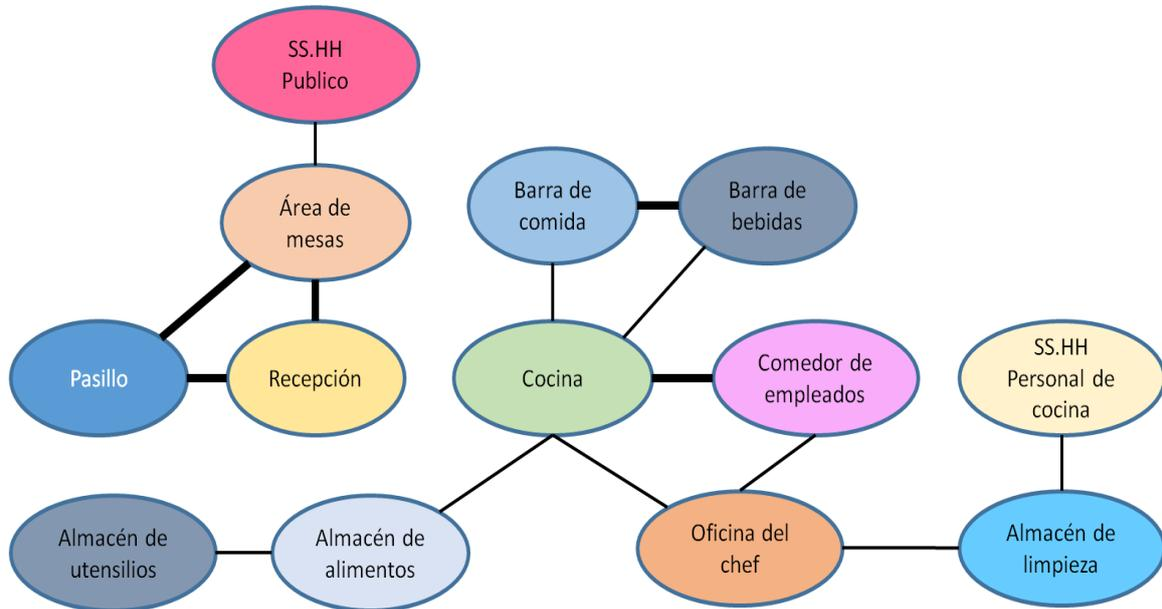 SS.HH
Publico
Área de
mesas
Barra de
comida
Barra de
bebidas
Pasillo
Recepción
Cocina
Comedor de
empleados
SS.HH
Personal de
cocina
Almacén de
utensilios
Almacén de
alimentos
Oficina del
chef
Almacén de
limpieza